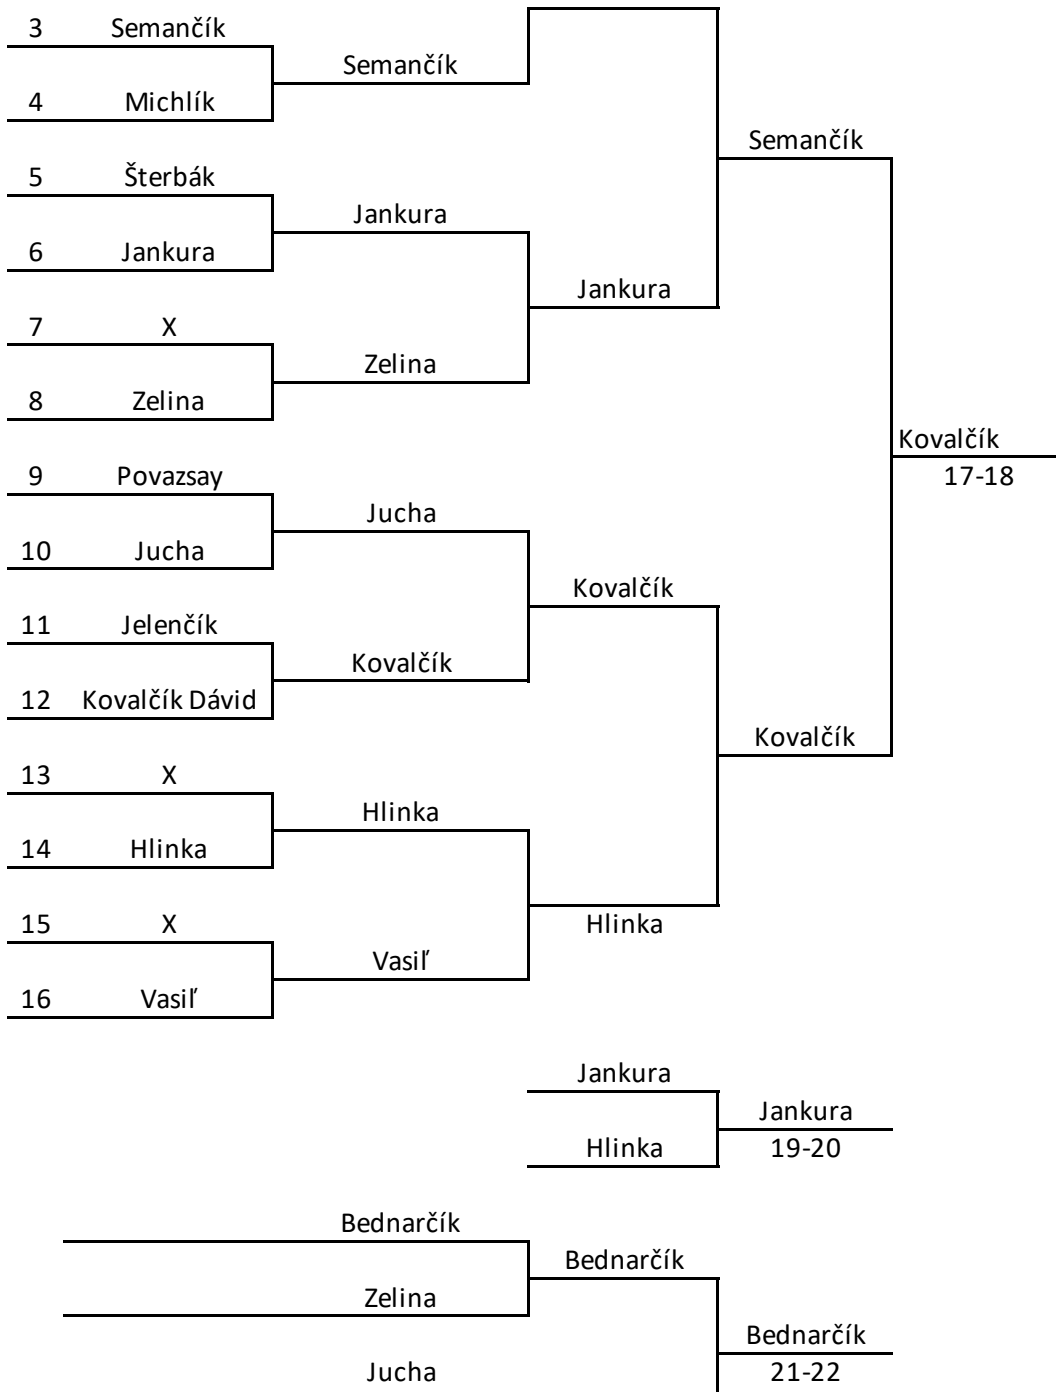 3 Semančík
Semančík
4 Michlík
Semančík
5 Šterbák
Jankura
6 Jankura
Jankura
7 X
Zelina
8 Zelina
Kovalčík
9 Povazsay
17-18
Jucha
10 Jucha
Kovalčík
11 Jelenčík
Kovalčík
12 Kovalčík Dávid
Kovalčík
13 X
Hlinka
14 Hlinka
15 X
Hlinka
Vasiľ
16 Vasiľ
Jankura
Jankura
Hlinka
19-20
Bednarčík
Bednarčík
Zelina
Bednarčík
Jucha
21-22